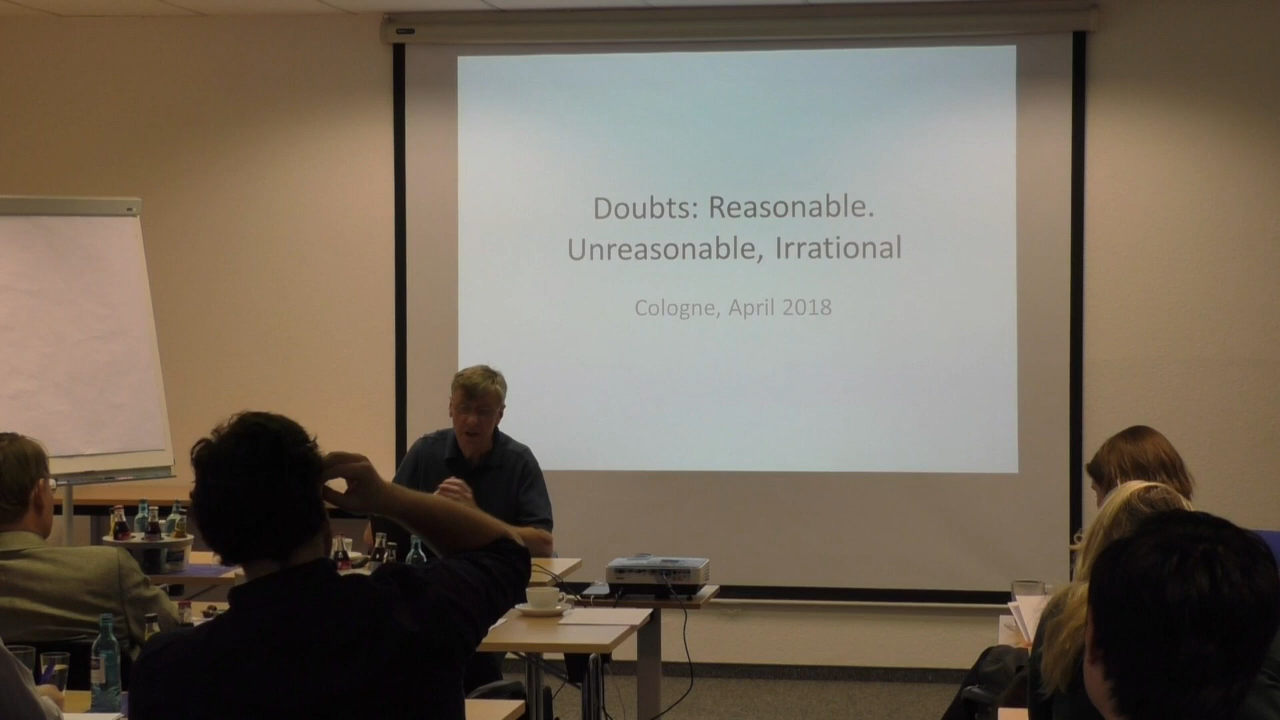 Doubts: Reasonable.
Unreasonable, Irrational
Cologne, April 2018